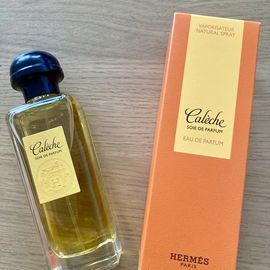 Calèche
SOIE DE PARFUM
VAPORISATEUR
NATURAL SPRAY
Calèche
SOIE DE PARFUM
EAU DE PARFUM
HERMÈS
PARIS